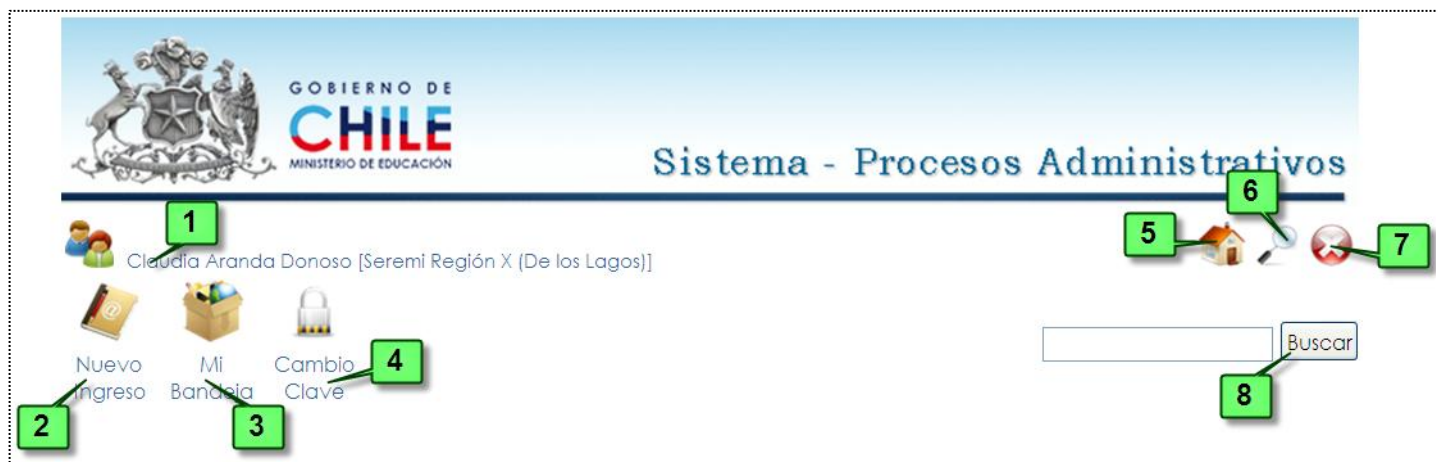 GOBIERNO DE
CHILE
MINISTERIO DE EDUCACIÓN
Sistema - Procesos Administrativos
1
5
6
7
Claudia Aranda Donoso [Seremi Región X (De los Lagos)]
Nuevo Ingreso
Mi Bandeja
Cambio Clave
4
Buscar
2
3
8